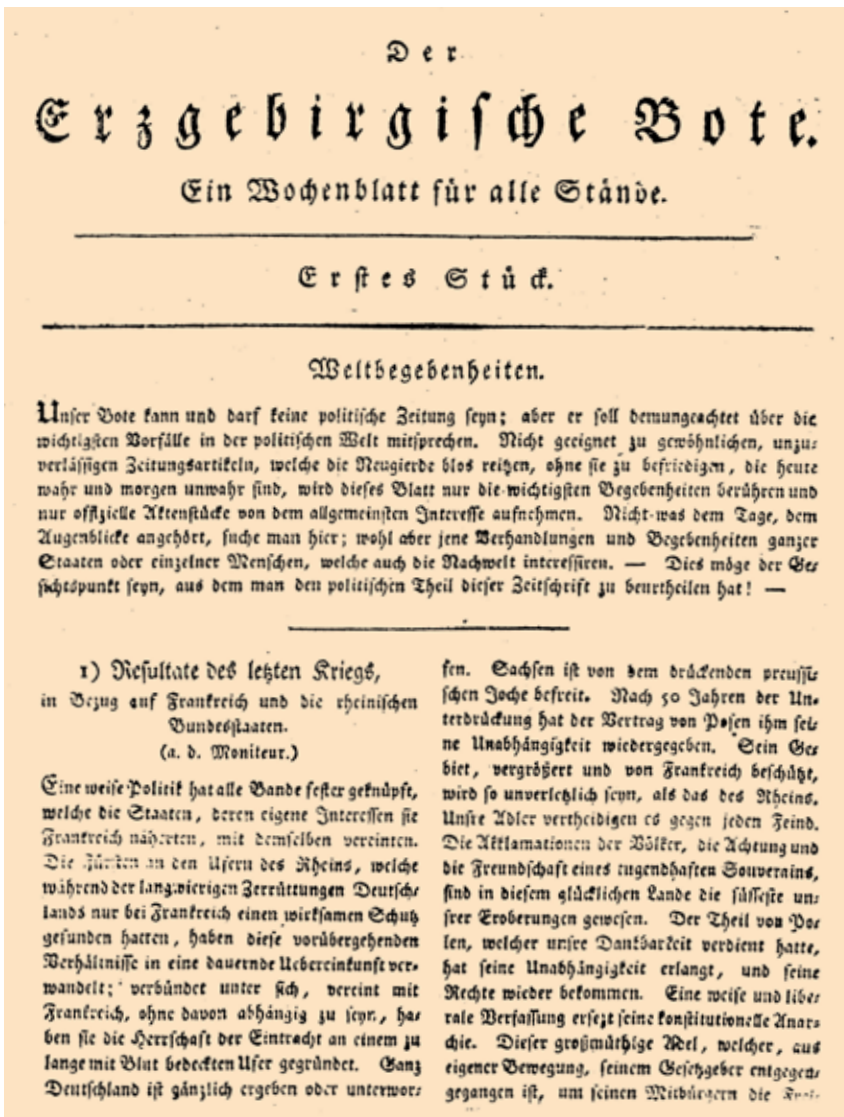 Der
Erzgebirgische Bote.
Ein Wochenblatt für alle Stände.
Erstes Stück.
Weltbegebenheiten.
Unser Bote kann und darf keine politische Zeitung seyn; aber er soll demungeachtet über die
wichtigsten Vorfälle in der politischen Welt mitsprechen. Nicht geeignet zu gewöhnlichen, unzu-
verlässigen Zeitungsartikeln, welche die Neugierde blos reitzen, ohne sie zu befriedigen, die heute
wahr und morgen unwahr sind, wird dieses Blatt nur die wichtigsten Begebenheiten berühren und
nur offizielle Aktenstücke von dem allgemeinsten Interesse aufnehmen. Nicht was dem Tage, dem
Augenblicke angehört, suche man hier; wohl aber jene Verhandlungen und Begebenheiten ganzer
Staaten oder einzelner Menschen, welche auch die Nachwelt interessiren. — Dies möge der Ge-
sichtspunkt seyn, aus dem man den politischen Theil dieser Zeitschrift zu beurtheilen hat! —
1) Resultate des letzten Kriegs,
in Bezug auf Frankreich und die rheinischen
Bundesstaaten.
(a. d. Moniteur.)
Eine weise Politik hat alle Bande fester geknüpft,
welche die Staaten, deren eigene Interessen sie
Frankreich näherten, mit demselben vereinten.
Die Fürsten an den Ufern des Rheins, welche
während der langwierigen Zerrüttungen Deutsch-
lands nur bei Frankreich einen wirksamen Schutz
gefunden hatten, haben diese vorübergehenden
Verhältnisse in eine dauernde Uebereinkunft ver-
wandelt; verbündet unter sich, vereint mit
Frankreich, ohne davon abhängig zu seyn, ha-
ben sie die Herrschaft der Eintracht an einem zu
lange mit Blut bedeckten Ufer gegründet. Ganz
Deutschland ist gänzlich ergeben oder unterwor-
fen. Sachsen ist von dem drückenden preussi-
schen Joche befreit. Nach 50 Jahren der Un-
terdrückung hat der Vertrag von Posen ihm sei-
ne Unabhängigkeit wiedergegeben. Sein Ge-
biet, vergrößert und von Frankreich beschützt,
wird so unverletzlich seyn, als das des Rheins.
Unsre Adler vertheidigen es gegen jeden Feind.
Die Akklamationen der Völker, die Achtung und
die Freundschaft eines tugendhaften Souverains,
sind in diesem glücklichen Lande die süsseste un-
srer Eroberungen gewesen. Der Theil von Po-
len, welcher unsre Dankbarkeit verdient hatte,
hat seine Unabhängigkeit erlangt, und seine
Rechte wieder bekommen. Eine weise und libe-
rale Verfassung ersezt seine konstitutionelle Anar-
chie. Dieser großmüthige Adel, welcher, aus
eigener Bewegung, seinem Gesetzgeber entgegen-
gegangen ist, um seinen Mitbürgern die